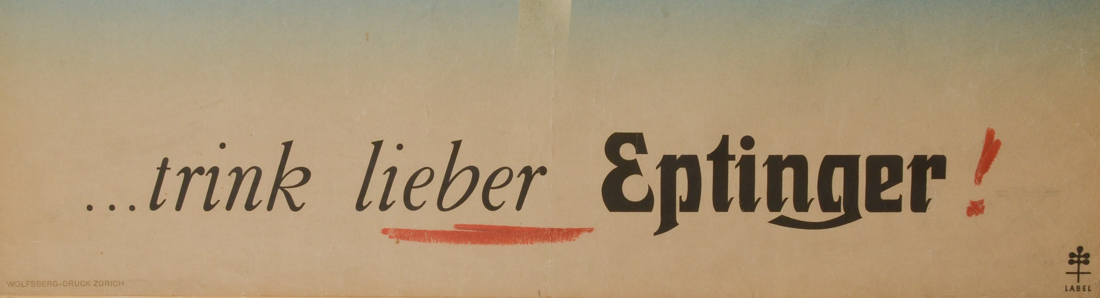 ...trink lieber Eptinger!
WOLFSBERG-DRUCK ZÜRICH
LABEL